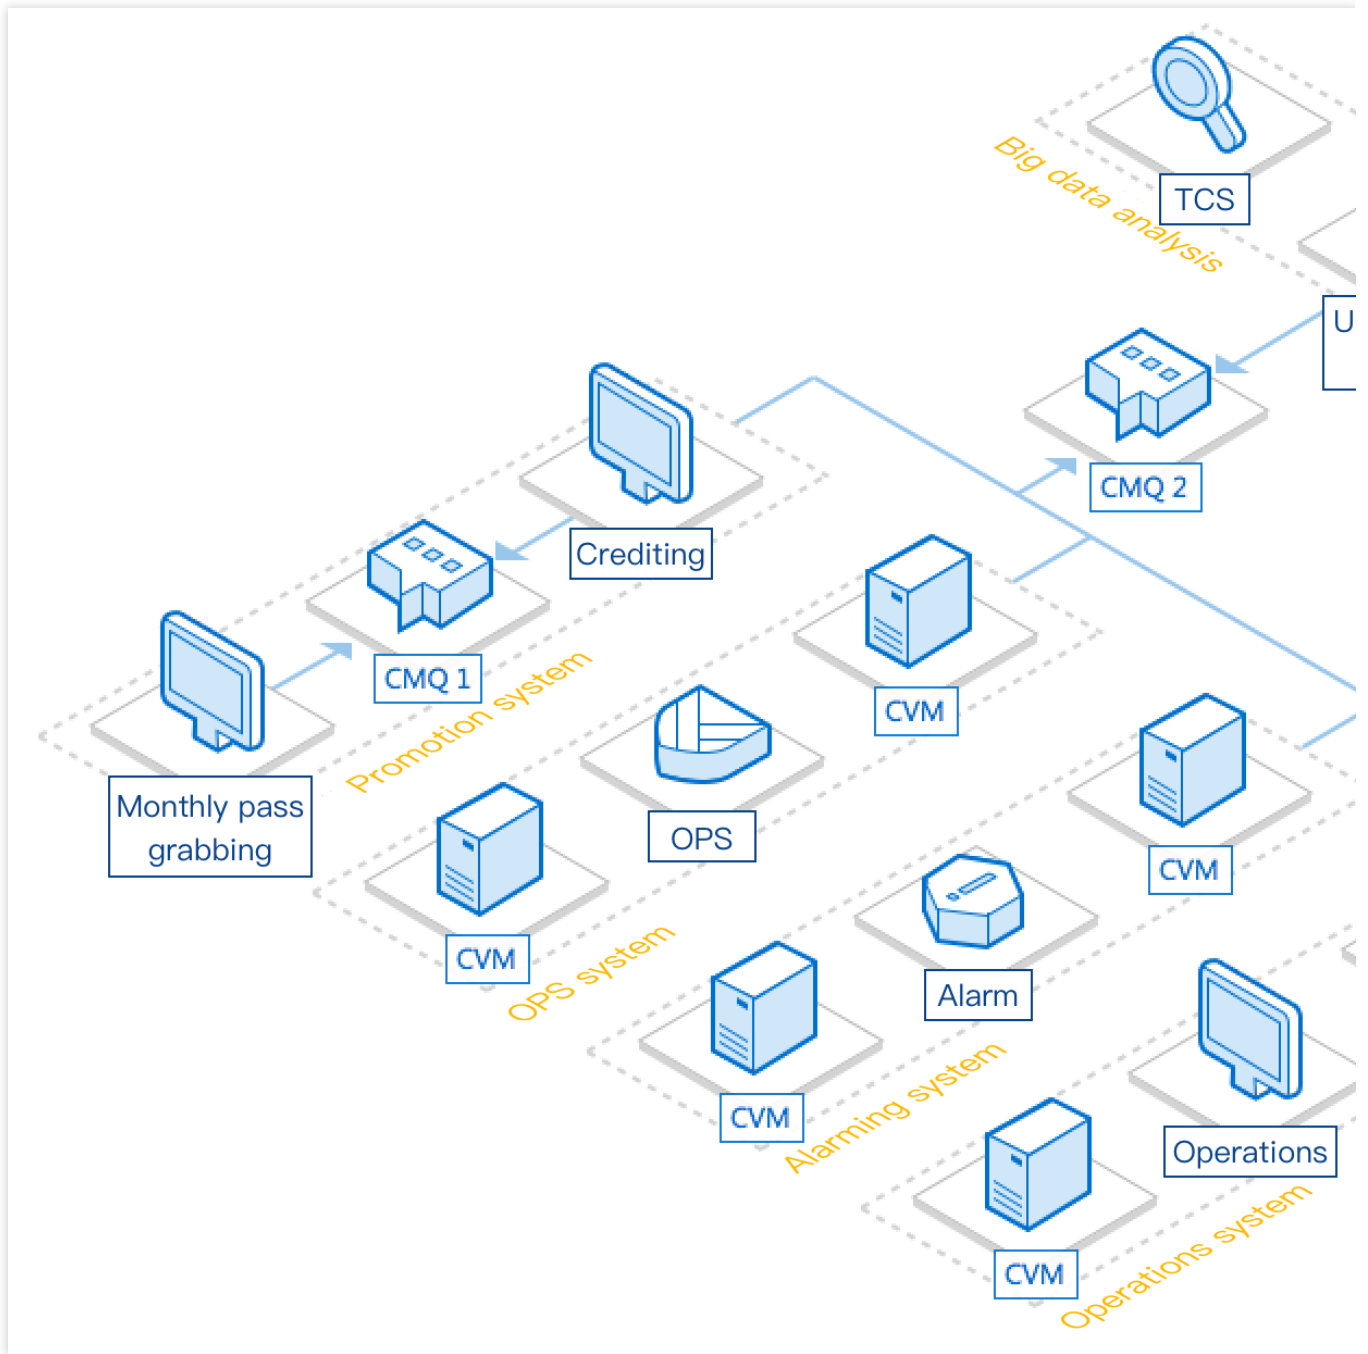 TCS
Big data analysis
U
CMQ 2
Crediting
CMQ 1
Promotion system
Monthly pass
grabbing
CVM
OPS
CVM
OPS system
CVM
Alarm
CVM
Alarming system
Operations
CVM
Operations system